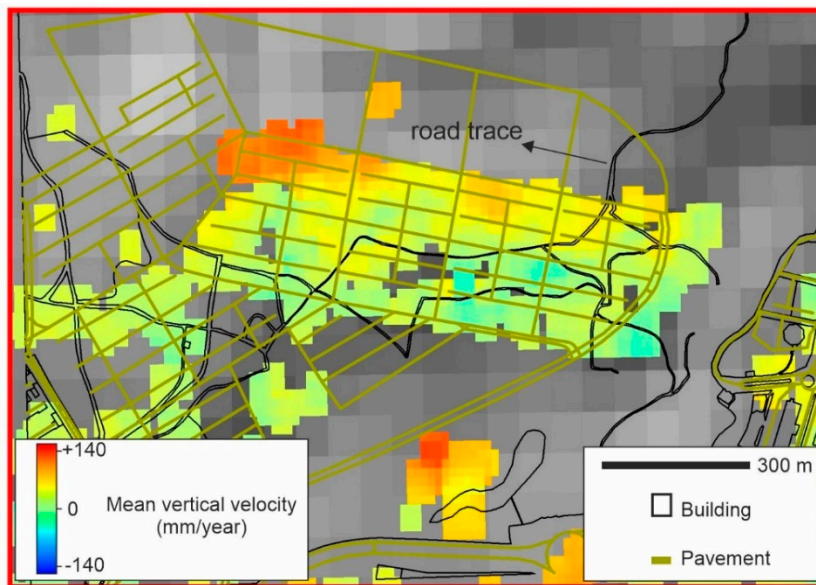 road trace
+140
0
-140
Mean vertical velocity
(mm/year)
300 m
Building
Pavement